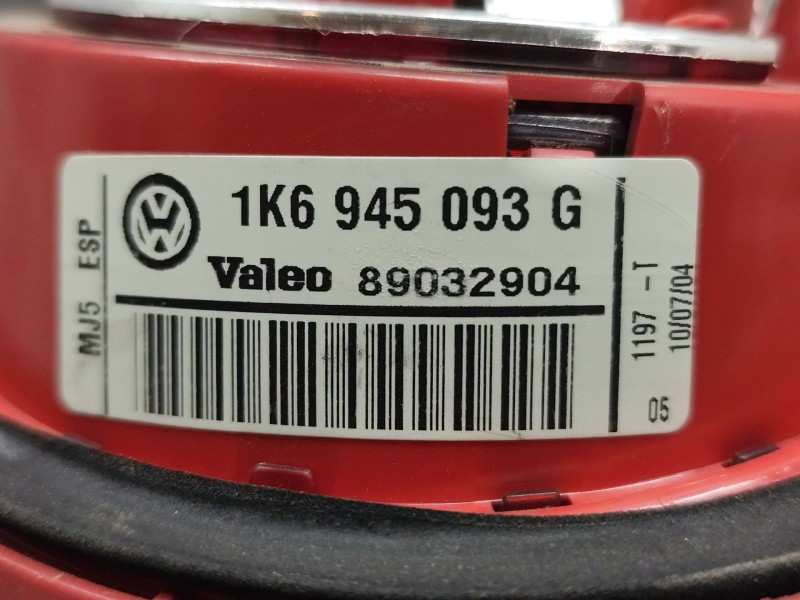 1K6 945 093 G
Valeo 89032904
MJ5 ESP
1197 -T
10/07/04
05